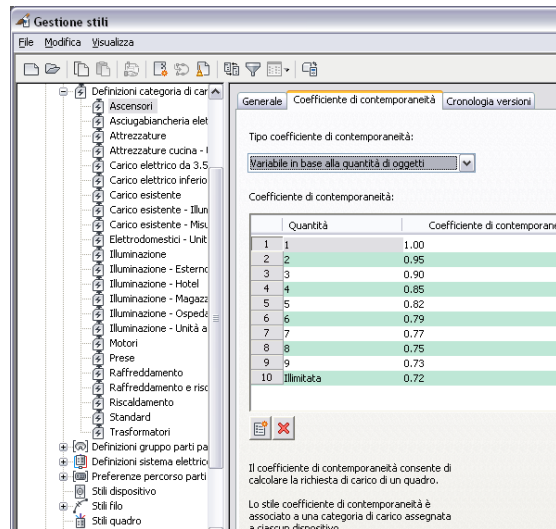 Gestione stili
File Modifica Visualizza
Definizioni categoria di car
Ascensori
Asciugabiancheria elet
Attrezzature
Attrezzature cucina -
Carico elettrico da 3.5
Carico elettrico inferio
Carico esistente
Carico esistente - Illun
Carico esistente - Misu
Elettrodomestici - Unit
Illuminazione
Illuminazione - Esterno
Illuminazione - Hotel
Illuminazione - Magazz
Illuminazione - Ospeda
Illuminazione - Unità a
Motori
Prese
Raffreddamento
Raffreddamento e risc
Riscaldamento
Standard
Trasformatori
Definizioni gruppo parti pa
Definizioni sistema elettric
Preferenze percorso parti
Stili dispositivo
Stili filo
Stili quadro
Generale Coefficiente di contemporaneità Cronologia versioni
Tipo coefficiente di contemporaneità:
Variabile in base alla quantità di oggetti
Coefficiente di contemporaneità:
Quantità Coefficiente di contemporane
1 1 1.00
2 2 0.95
3 3 0.90
4 4 0.85
5 5 0.82
6 6 0.79
7 7 0.77
8 8 0.75
9 9 0.73
10 Illimitata 0.72
Il coefficiente di contemporaneità consente di
calcolare la richiesta di carico di un quadro.
Lo stile coefficiente di contemporaneità è
associato a una categoria di carico assegnata
a ciascun dispositivo.